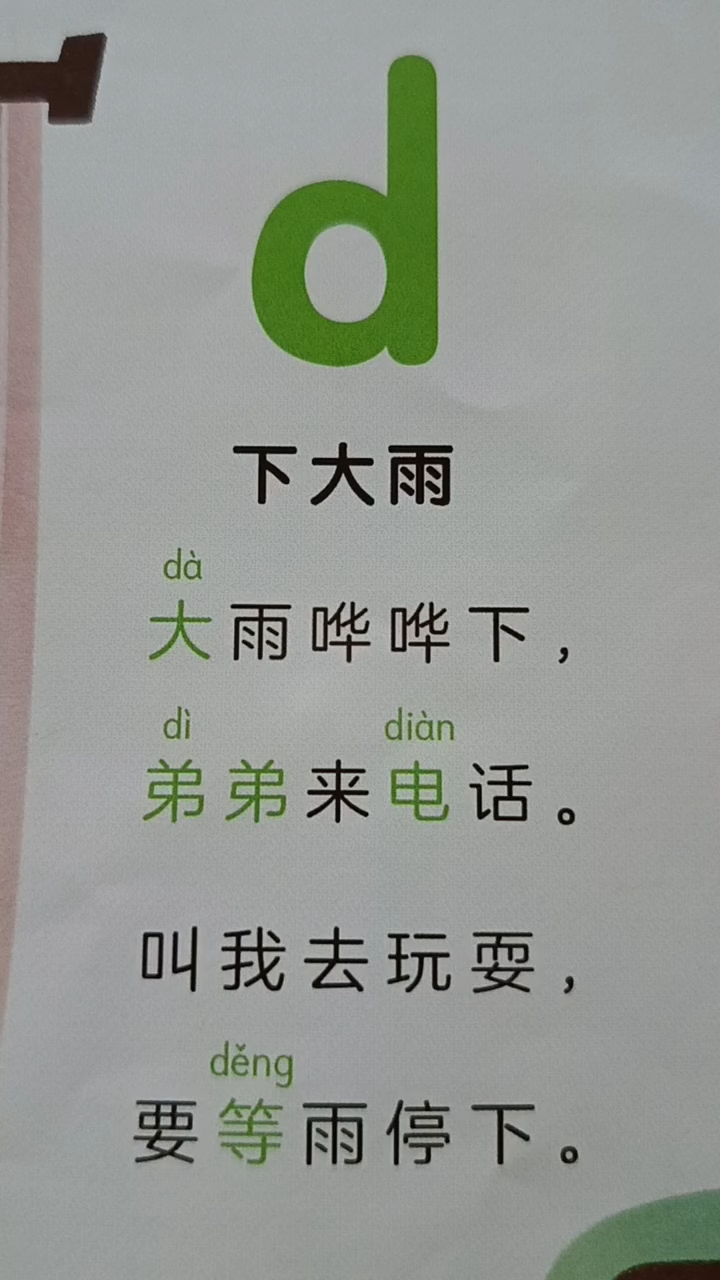 d
下大雨
dà
大雨哗哗下，
dì diàn
弟弟来电话。
叫我去玩耍，
děng
要等雨停下。